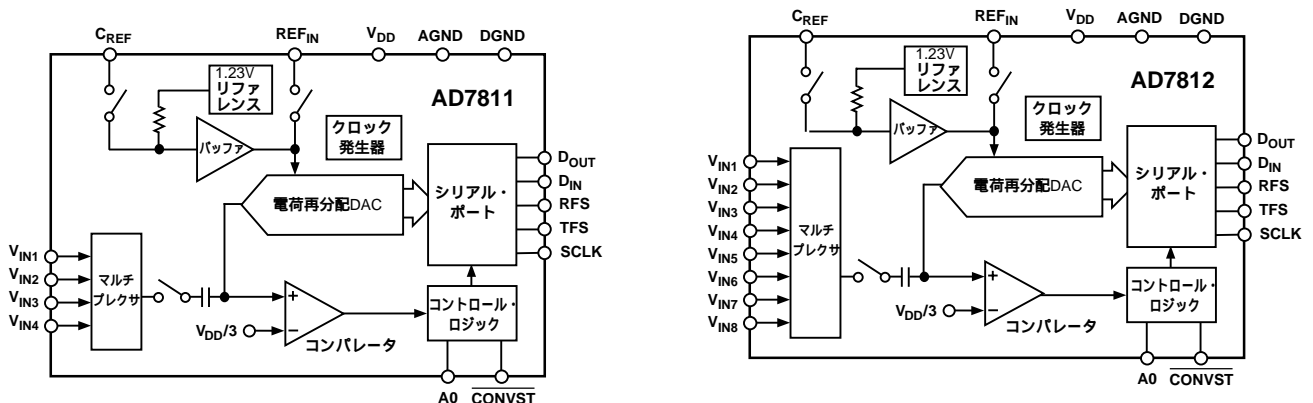 CREF
REFIN
VDD
AGND
DGND
1.23V
リファ
レンス
AD7811
クロック
発生器
バッファ
DOUT
DIN
RFS
TFS
SCLK
シリアル・
ポート
電荷再分配DAC
VIN1
VIN2
VIN3
VIN4
マルチ
プレクサ
+
−
VDD/3
コンパレータ
コントロール・
ロジック
A0
CONVST
CREF
REFIN
VDD
AGND
DGND
1.23V
リファ
レンス
AD7812
クロック
発生器
バッファ
DOUT
DIN
RFS
TFS
SCLK
シリアル・
ポート
電荷再分配DAC
VIN1
VIN2
VIN3
VIN4
VIN5
VIN6
VIN7
VIN8
マルチ
プレクサ
+
−
VDD/3
コンパレータ
コントロール・
ロジック
A0
CONVST